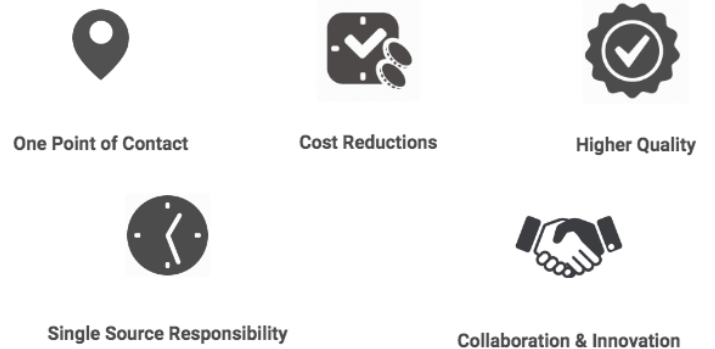 One Point of Contact
Cost Reductions
Higher Quality
Single Source Responsibility
Collaboration & Innovation